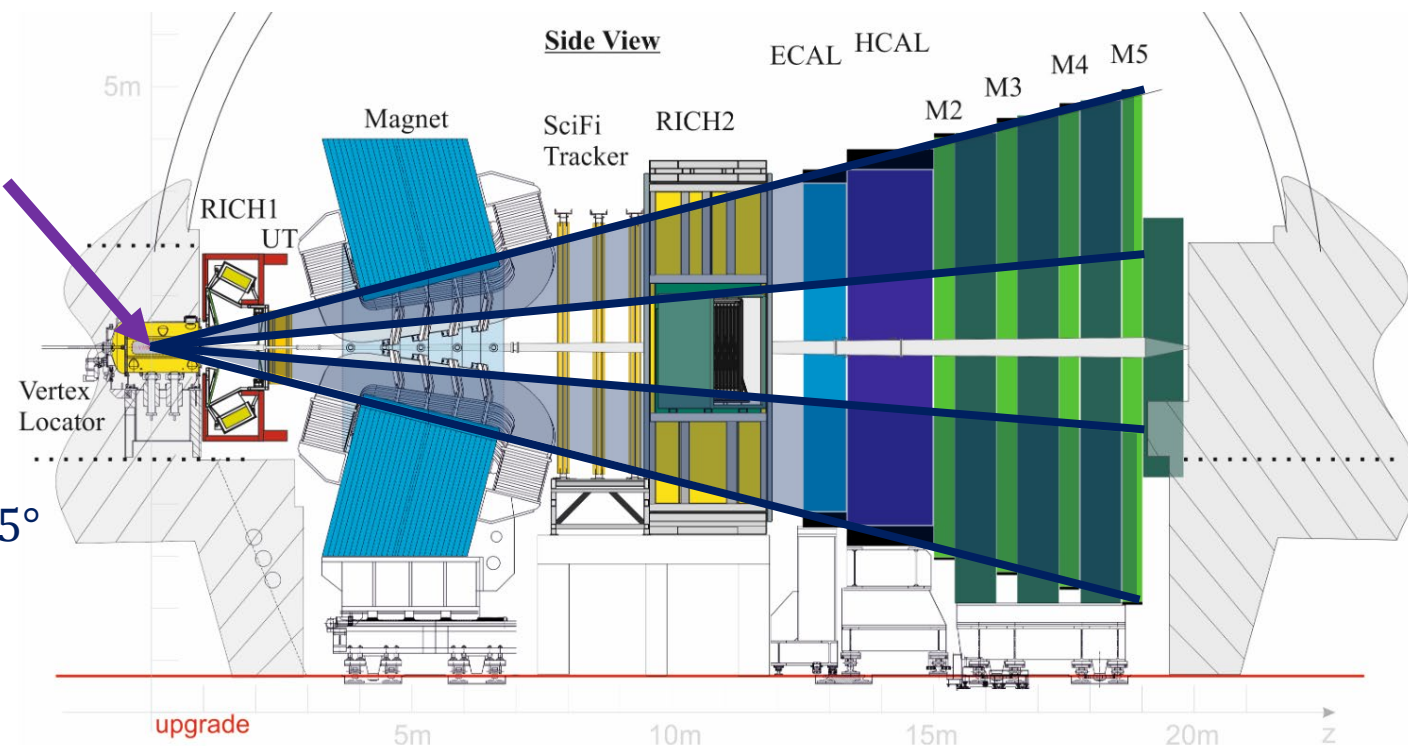 Side View
ECAL
HCAL
M5
M4
M3
M2
5m
Magnet
SciFi
Tracker
RICH2
RICH1
UT
Vertex
Locator
5°
upgrade
5m
10m
15m
20m
z